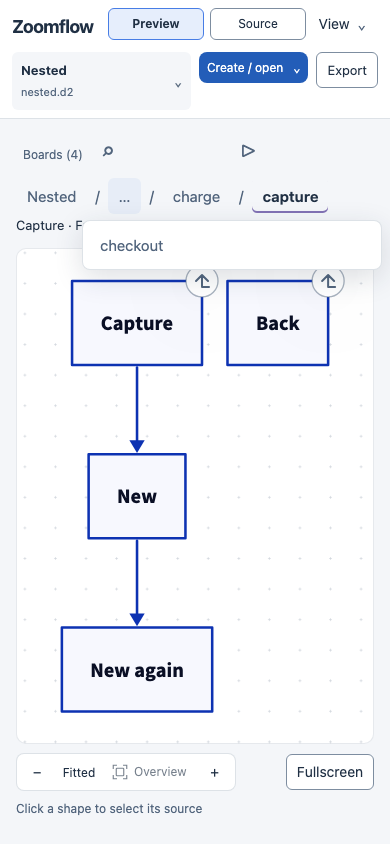 Zoomflow
Preview
Source
View
Nested
nested.d2
Create / open
Export
Boards (4)
Nested / ... / charge / capture
Capture · F
checkout
Capture
Back
New
New again
− Fitted Overview +
Fullscreen
Click a shape to select its source